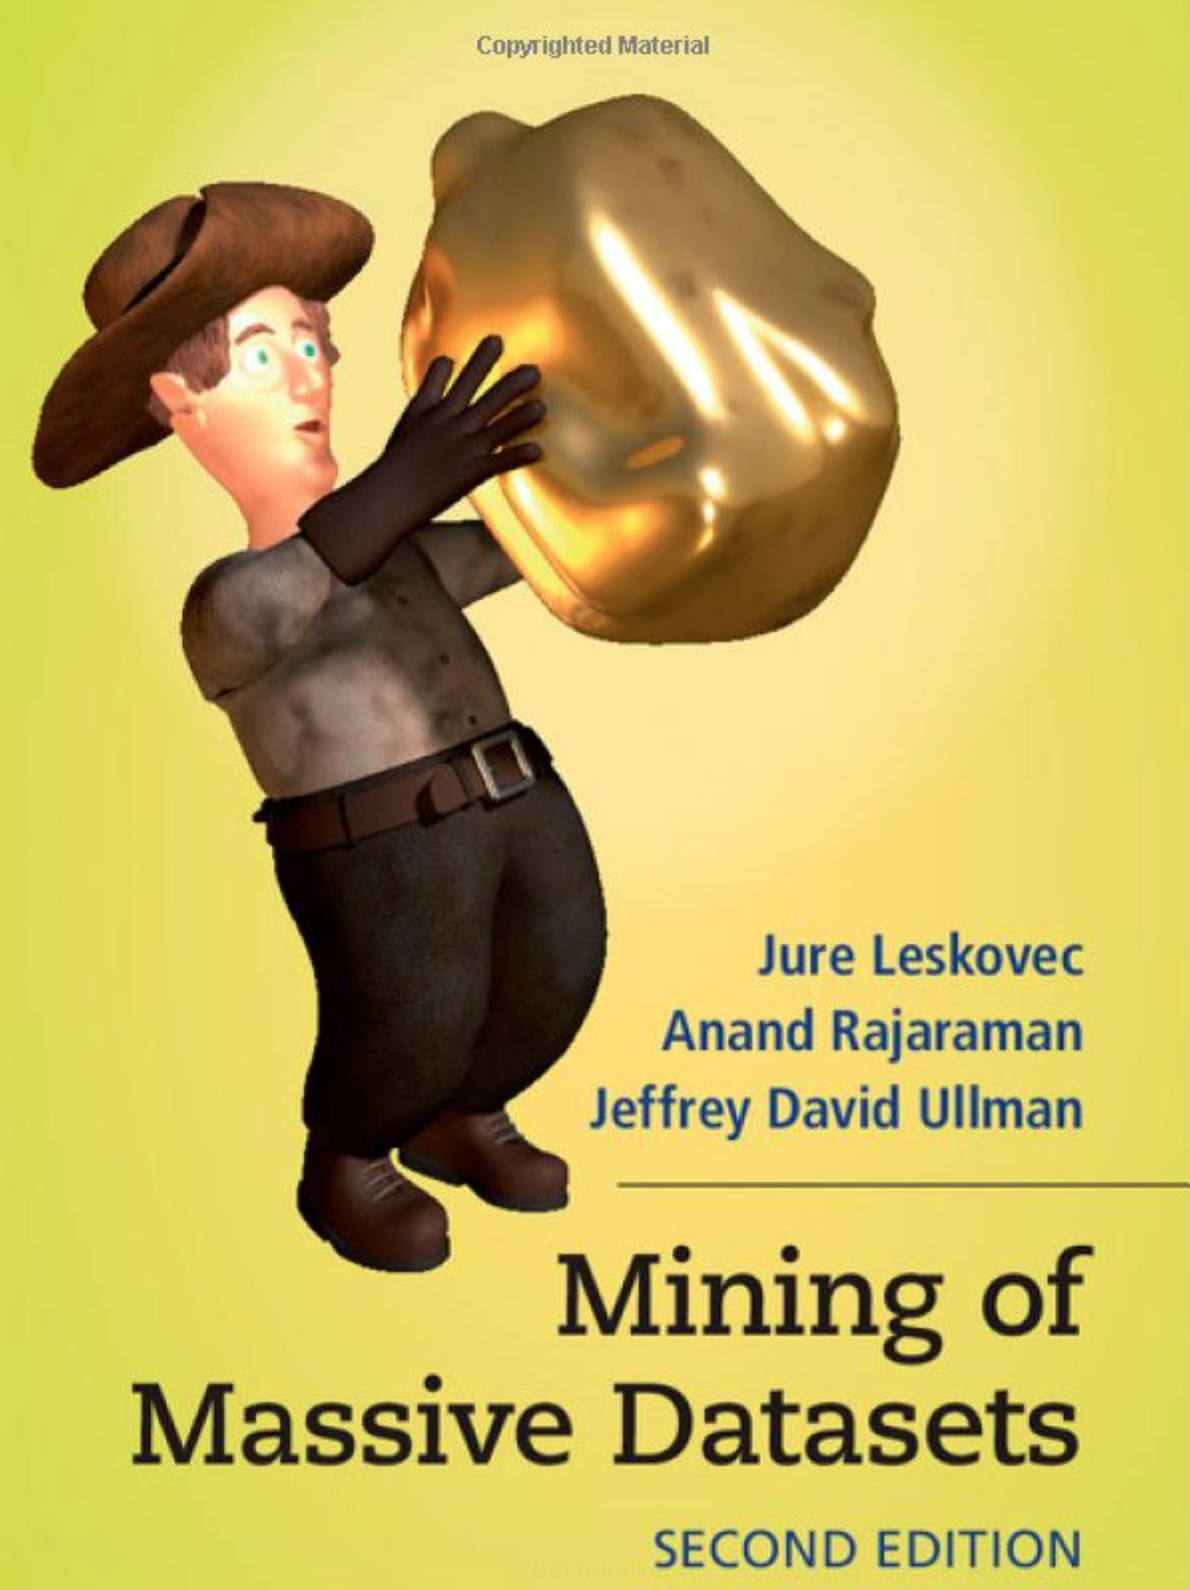 Copyrighted Material
Jure Leskovec
Anand Rajaraman
Jeffrey David Ullman
Mining of
Massive Datasets
SECOND EDITION